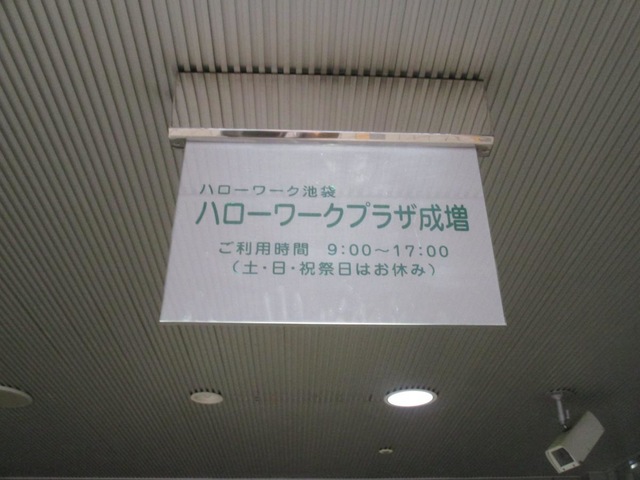 ハローワーク池袋
ハローワークプラザ成増
ご利用時間 9:00～17:00
(土・日・祝祭日はお休み)